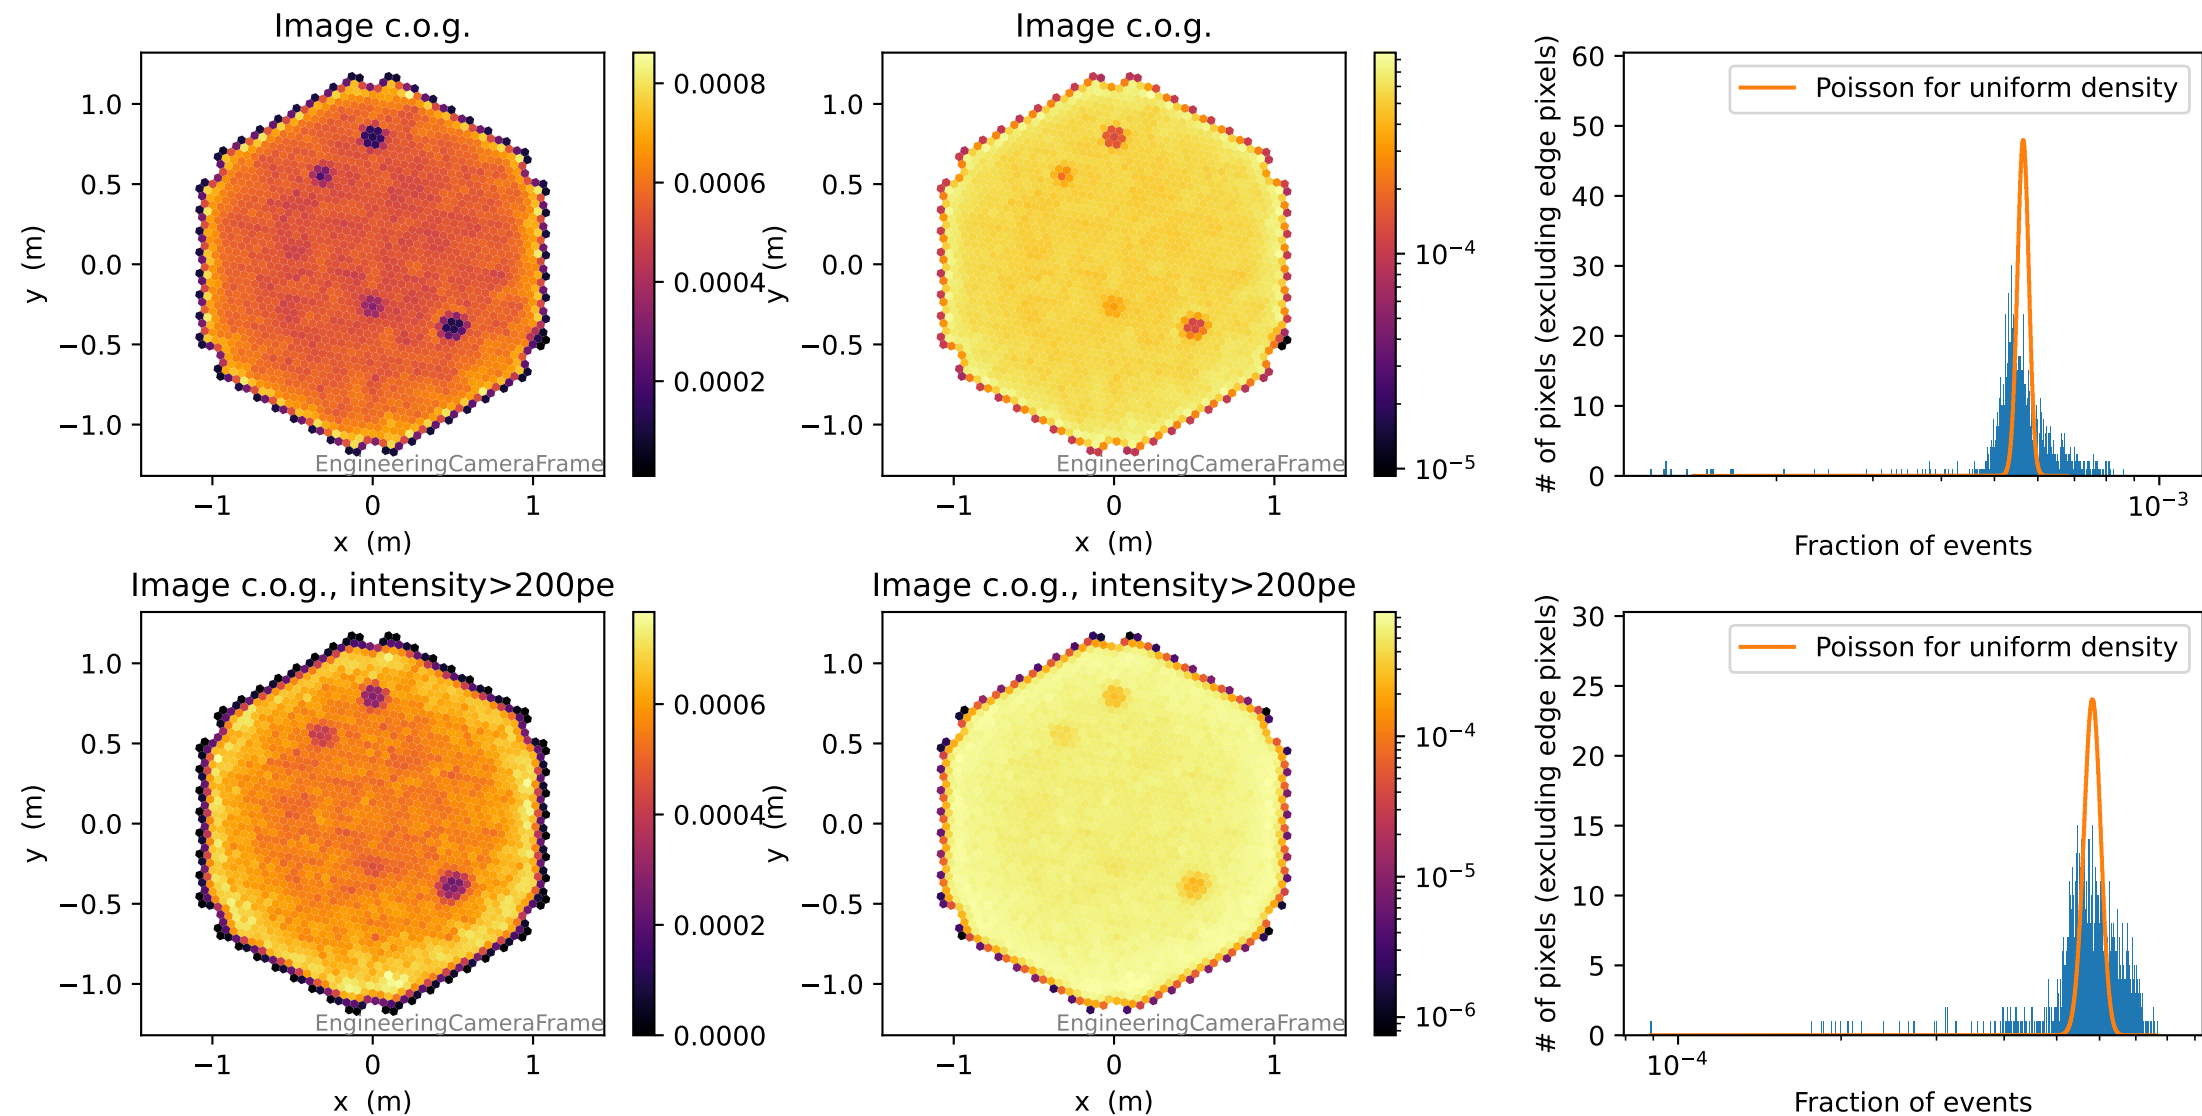 Image c.o.g.
1.0
0.5
0.0
−0.5
−1.0
y (m)
−1 0 1
x (m)
EngineeringCameraFrame
0.0008
0.0006
0.0004
0.0002
Image c.o.g.
1.0
0.5
0.0
−0.5
−1.0
y (m)
−1 0 1
x (m)
EngineeringCameraFrame
10⁻⁴
10⁻⁵
60
50
40
30
20
10
0
# of pixels (excluding edge pixels)
Poisson for uniform density
10⁻³
Fraction of events
Image c.o.g., intensity>200pe
1.0
0.5
0.0
−0.5
−1.0
y (m)
−1 0 1
x (m)
EngineeringCameraFrame
0.0006
0.0004
0.0002
0.0000
Image c.o.g., intensity>200pe
1.0
0.5
0.0
−0.5
−1.0
y (m)
−1 0 1
x (m)
EngineeringCameraFrame
10⁻⁴
10⁻⁵
10⁻⁶
30
25
20
15
10
5
0
# of pixels (excluding edge pixels)
Poisson for uniform density
10⁻⁴
Fraction of events